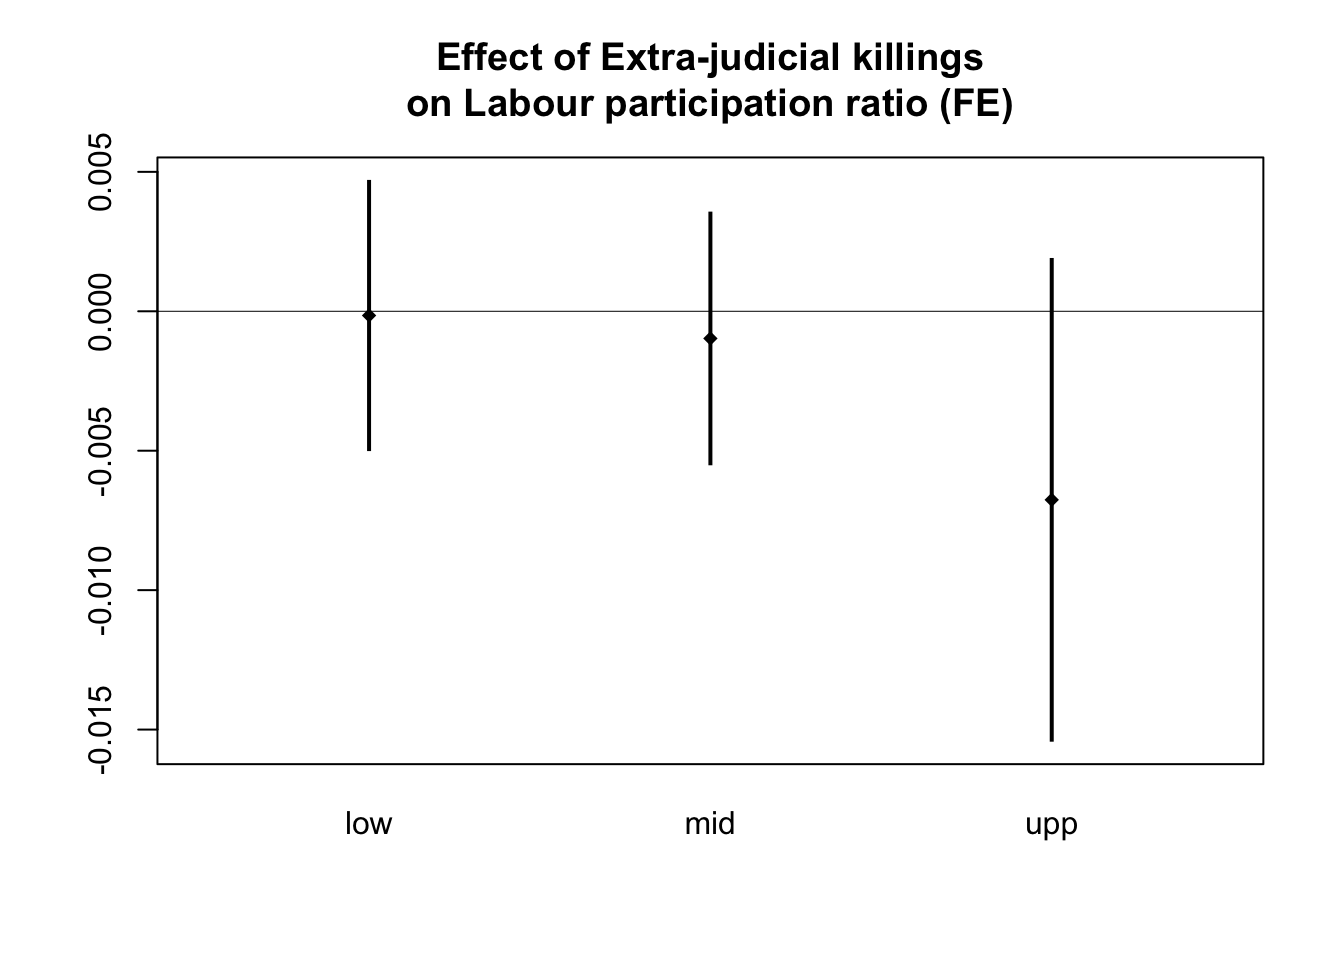 Effect of Extra-judicial killings
on Labour participation ratio (FE)
0.005
0.000
-0.005
-0.010
-0.015
low mid upp